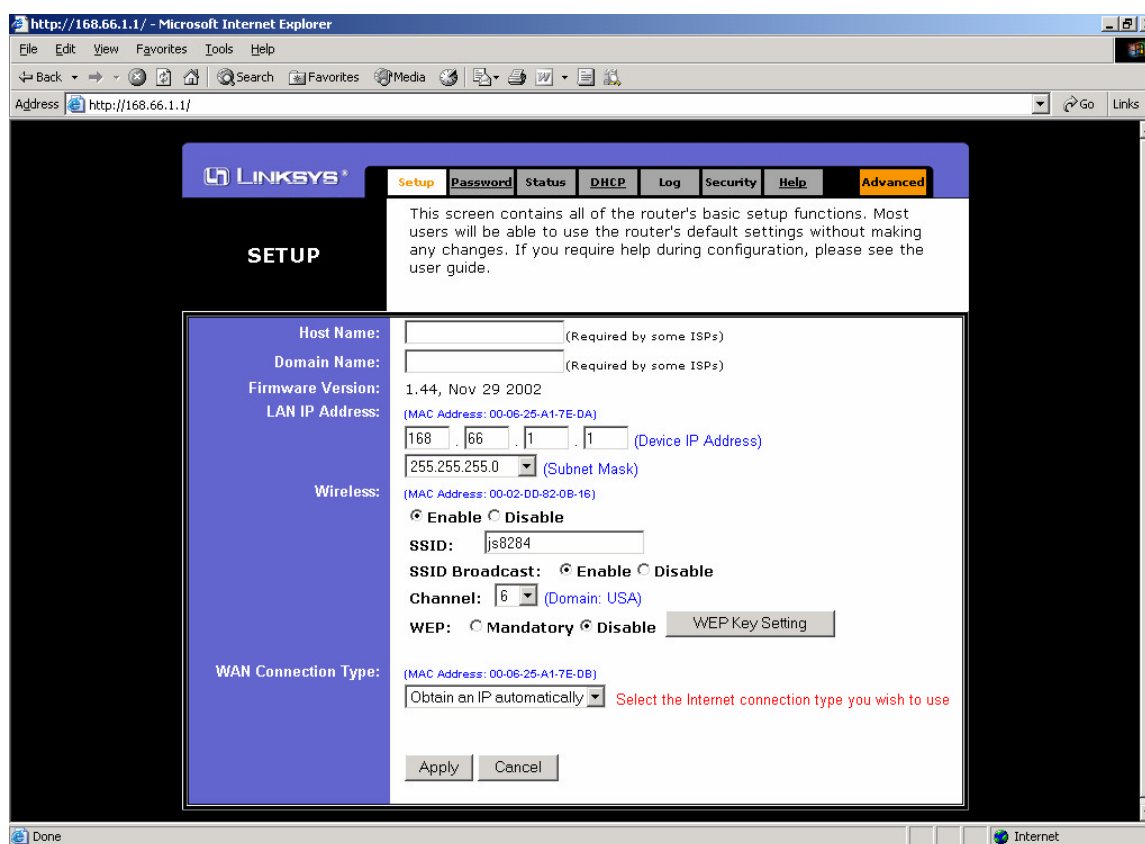 http://168.66.1.1/ - Microsoft Internet Explorer
File Edit View Favorites Tools Help
Back Search Favorites Media
Address http://168.66.1.1/ Go Links
LINKSYS® Setup Password Status DHCP Log Security Help Advanced
SETUP
This screen contains all of the router's basic setup functions. Most
users will be able to use the router's default settings without making
any changes. If you require help during configuration, please see the
user guide.
Host Name: (Required by some ISPs)
Domain Name: (Required by some ISPs)
Firmware Version: 1.44, Nov 29 2002
LAN IP Address: (MAC Address: 00-06-25-A1-7E-DA)
168 . 66 . 1 . 1 (Device IP Address)
255.255.255.0 (Subnet Mask)
Wireless: (MAC Address: 00-02-DD-82-0B-16)
Enable Disable
SSID: js8284
SSID Broadcast: Enable Disable
Channel: 6 (Domain: USA)
WEP: Mandatory Disable WEP Key Setting
WAN Connection Type: (MAC Address: 00-06-25-A1-7E-DB)
Obtain an IP automatically Select the Internet connection type you wish to use
Apply Cancel
Done Internet